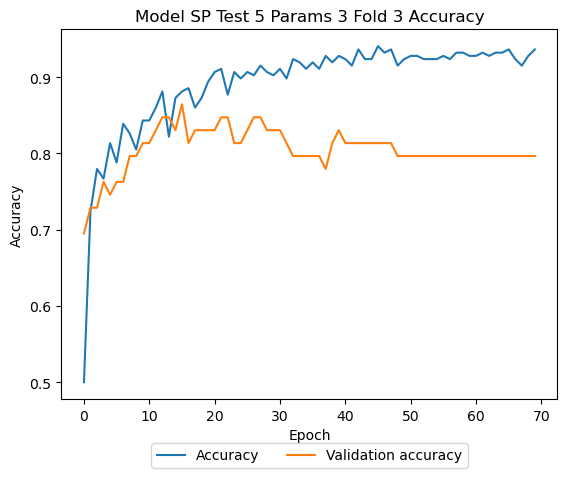 Model SP Test 5 Params 3 Fold 3 Accuracy
Accuracy
0.9
0.8
0.7
0.6
0.5
0 10 20 30 40 50 60 70
Epoch
Accuracy Validation accuracy